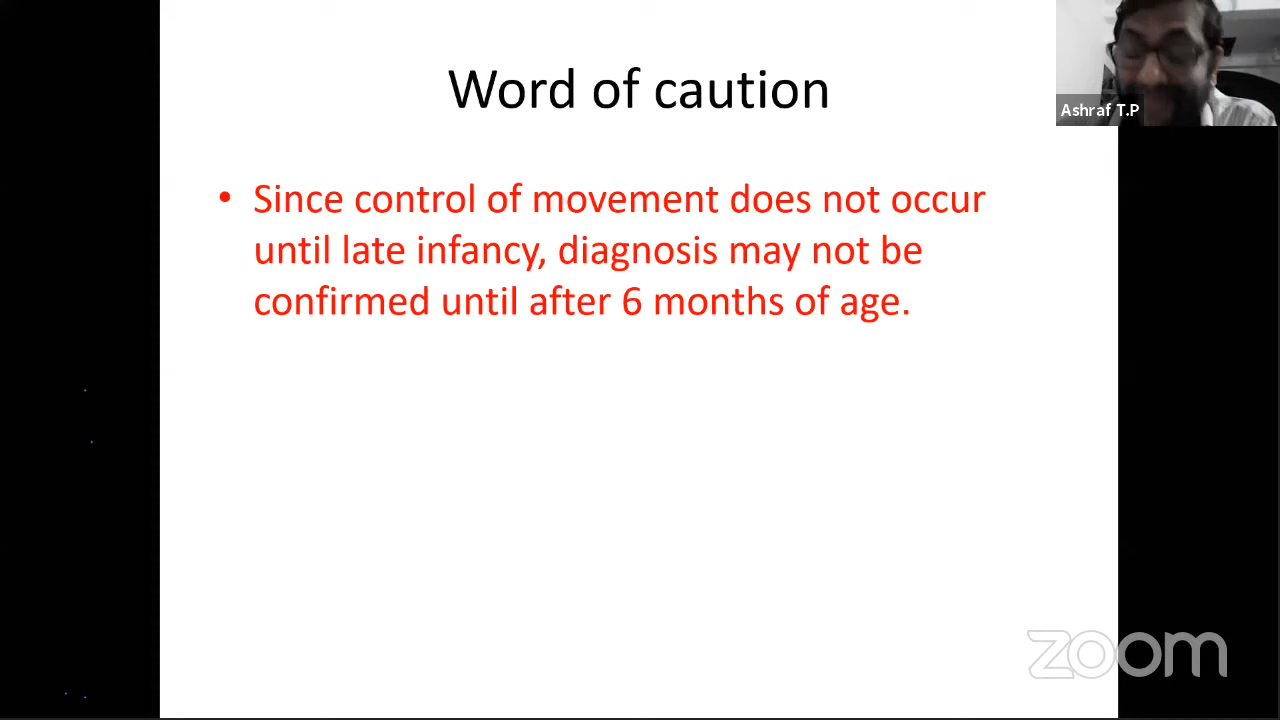 Word of caution
Ashraf T.P
• Since control of movement does not occur
until late infancy, diagnosis may not be
confirmed until after 6 months of age.
zoom